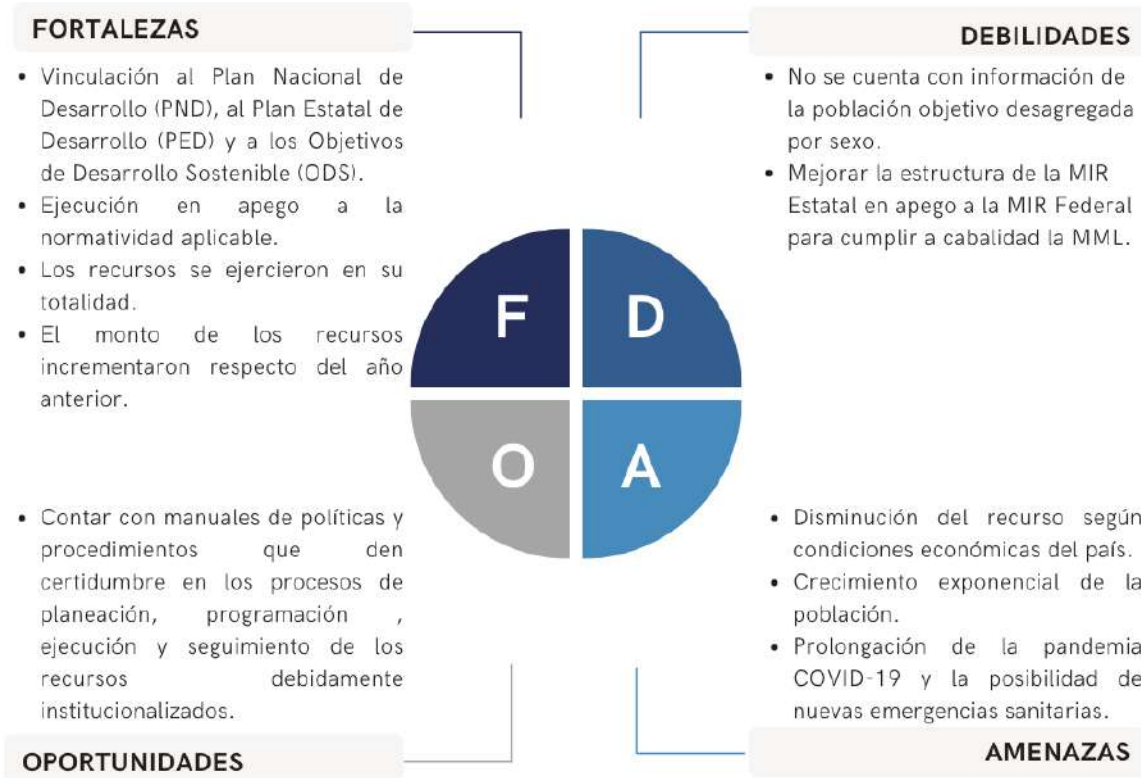 FORTALEZAS
• Vinculación al Plan Nacional de
Desarrollo (PND), al Plan Estatal de
Desarrollo (PED) y a los Objetivos
de Desarrollo Sostenible (ODS).
• Ejecución en apego a la
normatividad aplicable.
• Los recursos se ejercieron en su
totalidad.
• El monto de los recursos
incrementaron respecto del año
anterior.
DEBILIDADES
• No se cuenta con información de
la población objetivo desagregada
por sexo.
• Mejorar la estructura de la MIR
Estatal en apego a la MIR Federal
para cumplir a cabalidad la MML.
F
D
O
A
• Contar con manuales de políticas y
procedimientos que den
certidumbre en los procesos de
planeación, programación ,
ejecución y seguimiento de los
recursos debidamente
institucionalizados.
OPORTUNIDADES
• Disminución del recurso según
condiciones económicas del país.
• Crecimiento exponencial de la
población.
• Prolongación de la pandemia
COVID-19 y la posibilidad de
nuevas emergencias sanitarias.
AMENAZAS